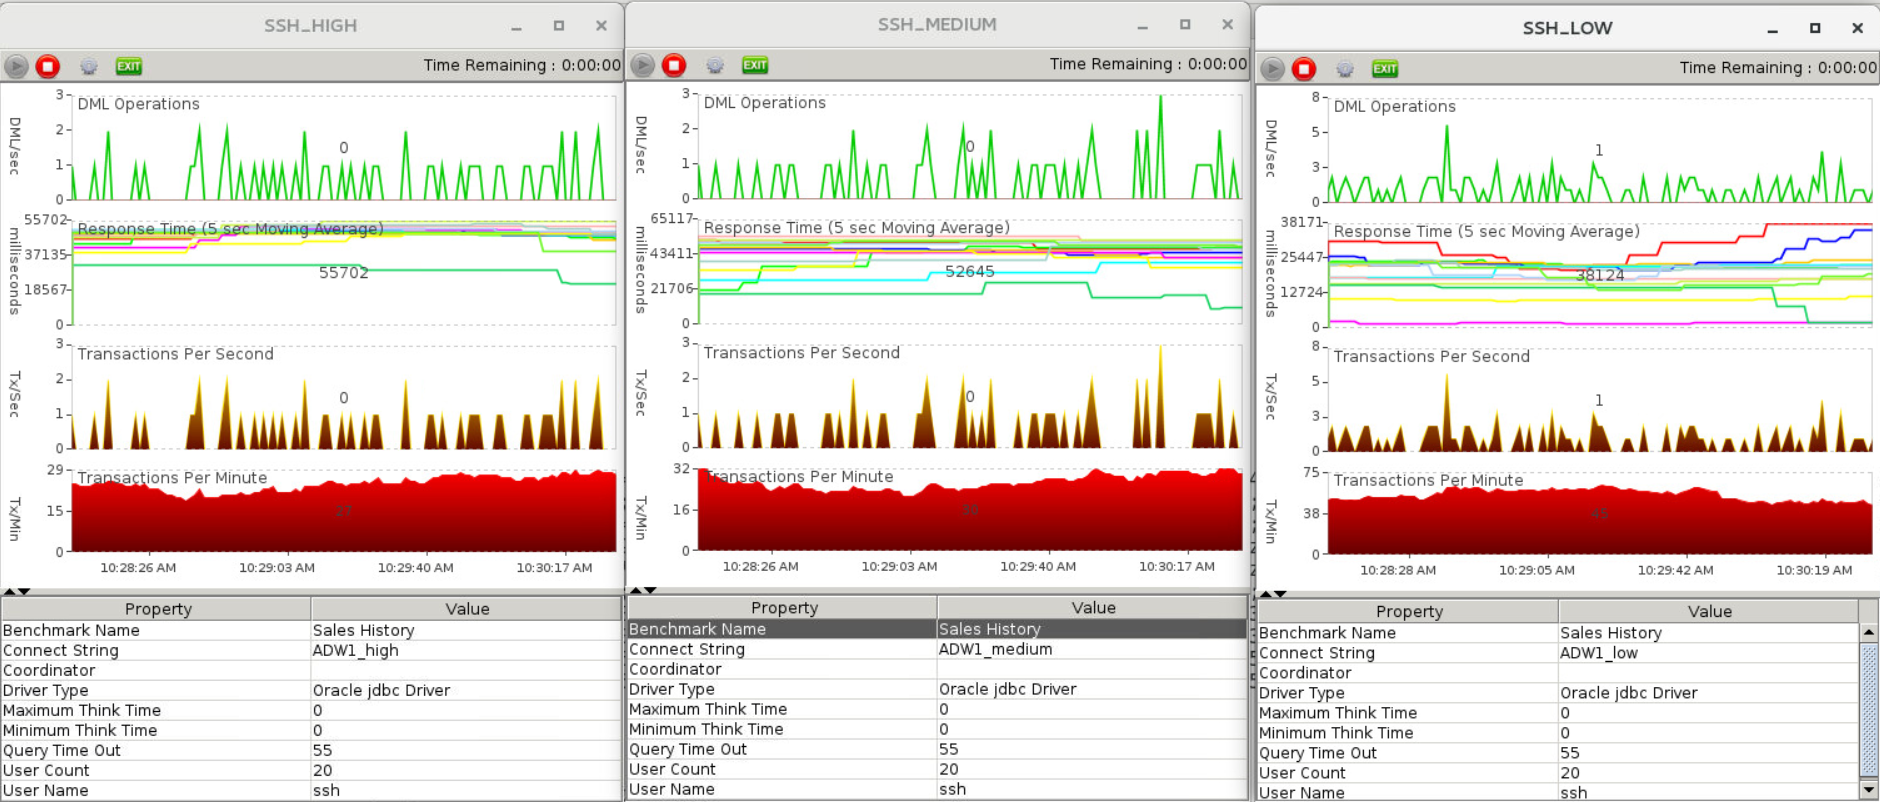 SSH_HIGH
EXIT
Time Remaining : 0:00:00
DML Operations
3
2
1
0
DML/sec
0
Response Time (5 sec Moving Average)
55702
37135
18567
0
milliseconds
55702
Transactions Per Second
3
2
1
0
Tx/Sec
0
Transactions Per Minute
29
15
0
Tx/Min
27
10:28:26 AM
10:29:03 AM
10:29:40 AM
10:30:17 AM
Property Value
Benchmark Name Sales History
Connect String ADW1_high
Coordinator
Driver Type Oracle jdbc Driver
Maximum Think Time 0
Minimum Think Time 0
Query Time Out 55
User Count 20
User Name ssh
SSH_MEDIUM
EXIT
Time Remaining : 0:00:00
DML Operations
3
2
1
0
DML/sec
0
Response Time (5 sec Moving Average)
65117
43411
21706
0
milliseconds
52645
Transactions Per Second
3
2
1
0
Tx/Sec
0
Transactions Per Minute
32
16
0
Tx/Min
30
10:28:26 AM
10:29:03 AM
10:29:40 AM
10:30:17 AM
Property Value
Benchmark Name Sales History
Connect String ADW1_medium
Coordinator
Driver Type Oracle jdbc Driver
Maximum Think Time 0
Minimum Think Time 0
Query Time Out 55
User Count 20
User Name ssh
SSH_LOW
EXIT
Time Remaining : 0:00:00
DML Operations
8
5
3
0
DML/sec
1
Response Time (5 sec Moving Average)
38171
25447
12724
0
milliseconds
38124
Transactions Per Second
8
5
3
0
Tx/Sec
1
Transactions Per Minute
75
38
0
Tx/Min
45
10:28:28 AM
10:29:05 AM
10:29:42 AM
10:30:19 AM
Property Value
Benchmark Name Sales History
Connect String ADW1_low
Coordinator
Driver Type Oracle jdbc Driver
Maximum Think Time 0
Minimum Think Time 0
Query Time Out 55
User Count 20
User Name ssh